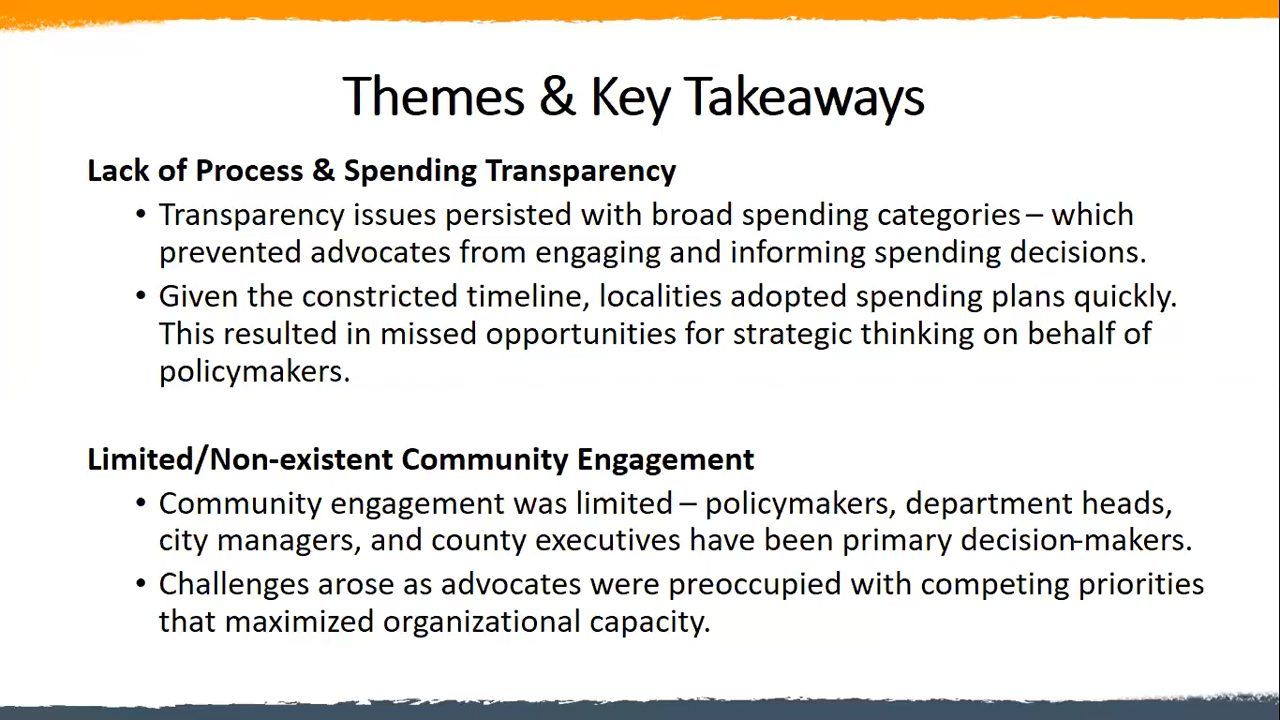 Themes & Key Takeaways
Lack of Process & Spending Transparency
• Transparency issues persisted with broad spending categories – which
prevented advocates from engaging and informing spending decisions.
• Given the constricted timeline, localities adopted spending plans quickly.
This resulted in missed opportunities for strategic thinking on behalf of
policymakers.
Limited/Non-existent Community Engagement
• Community engagement was limited – policymakers, department heads,
city managers, and county executives have been primary decision-makers.
• Challenges arose as advocates were preoccupied with competing priorities
that maximized organizational capacity.